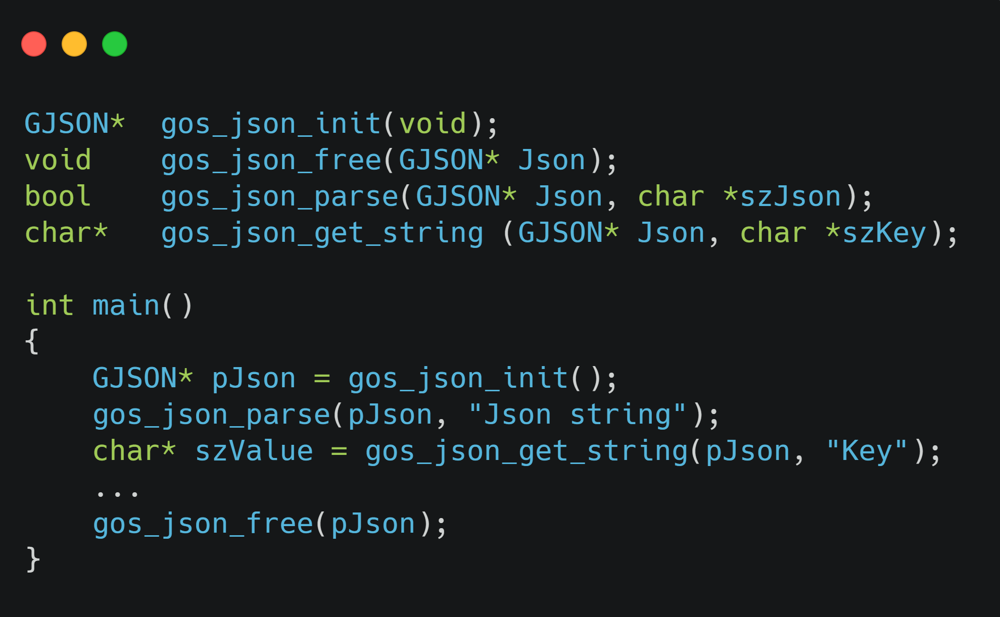 GJSON*  gos_json_init(void);
void    gos_json_free(GJSON* Json);
bool    gos_json_parse(GJSON* Json, char *szJson);
char*   gos_json_get_string (GJSON* Json, char *szKey);

int main()
{
    GJSON* pJson = gos_json_init();
    gos_json_parse(pJson, "Json string");
    char* szValue = gos_json_get_string(pJson, "Key");
    ...
    gos_json_free(pJson);
}